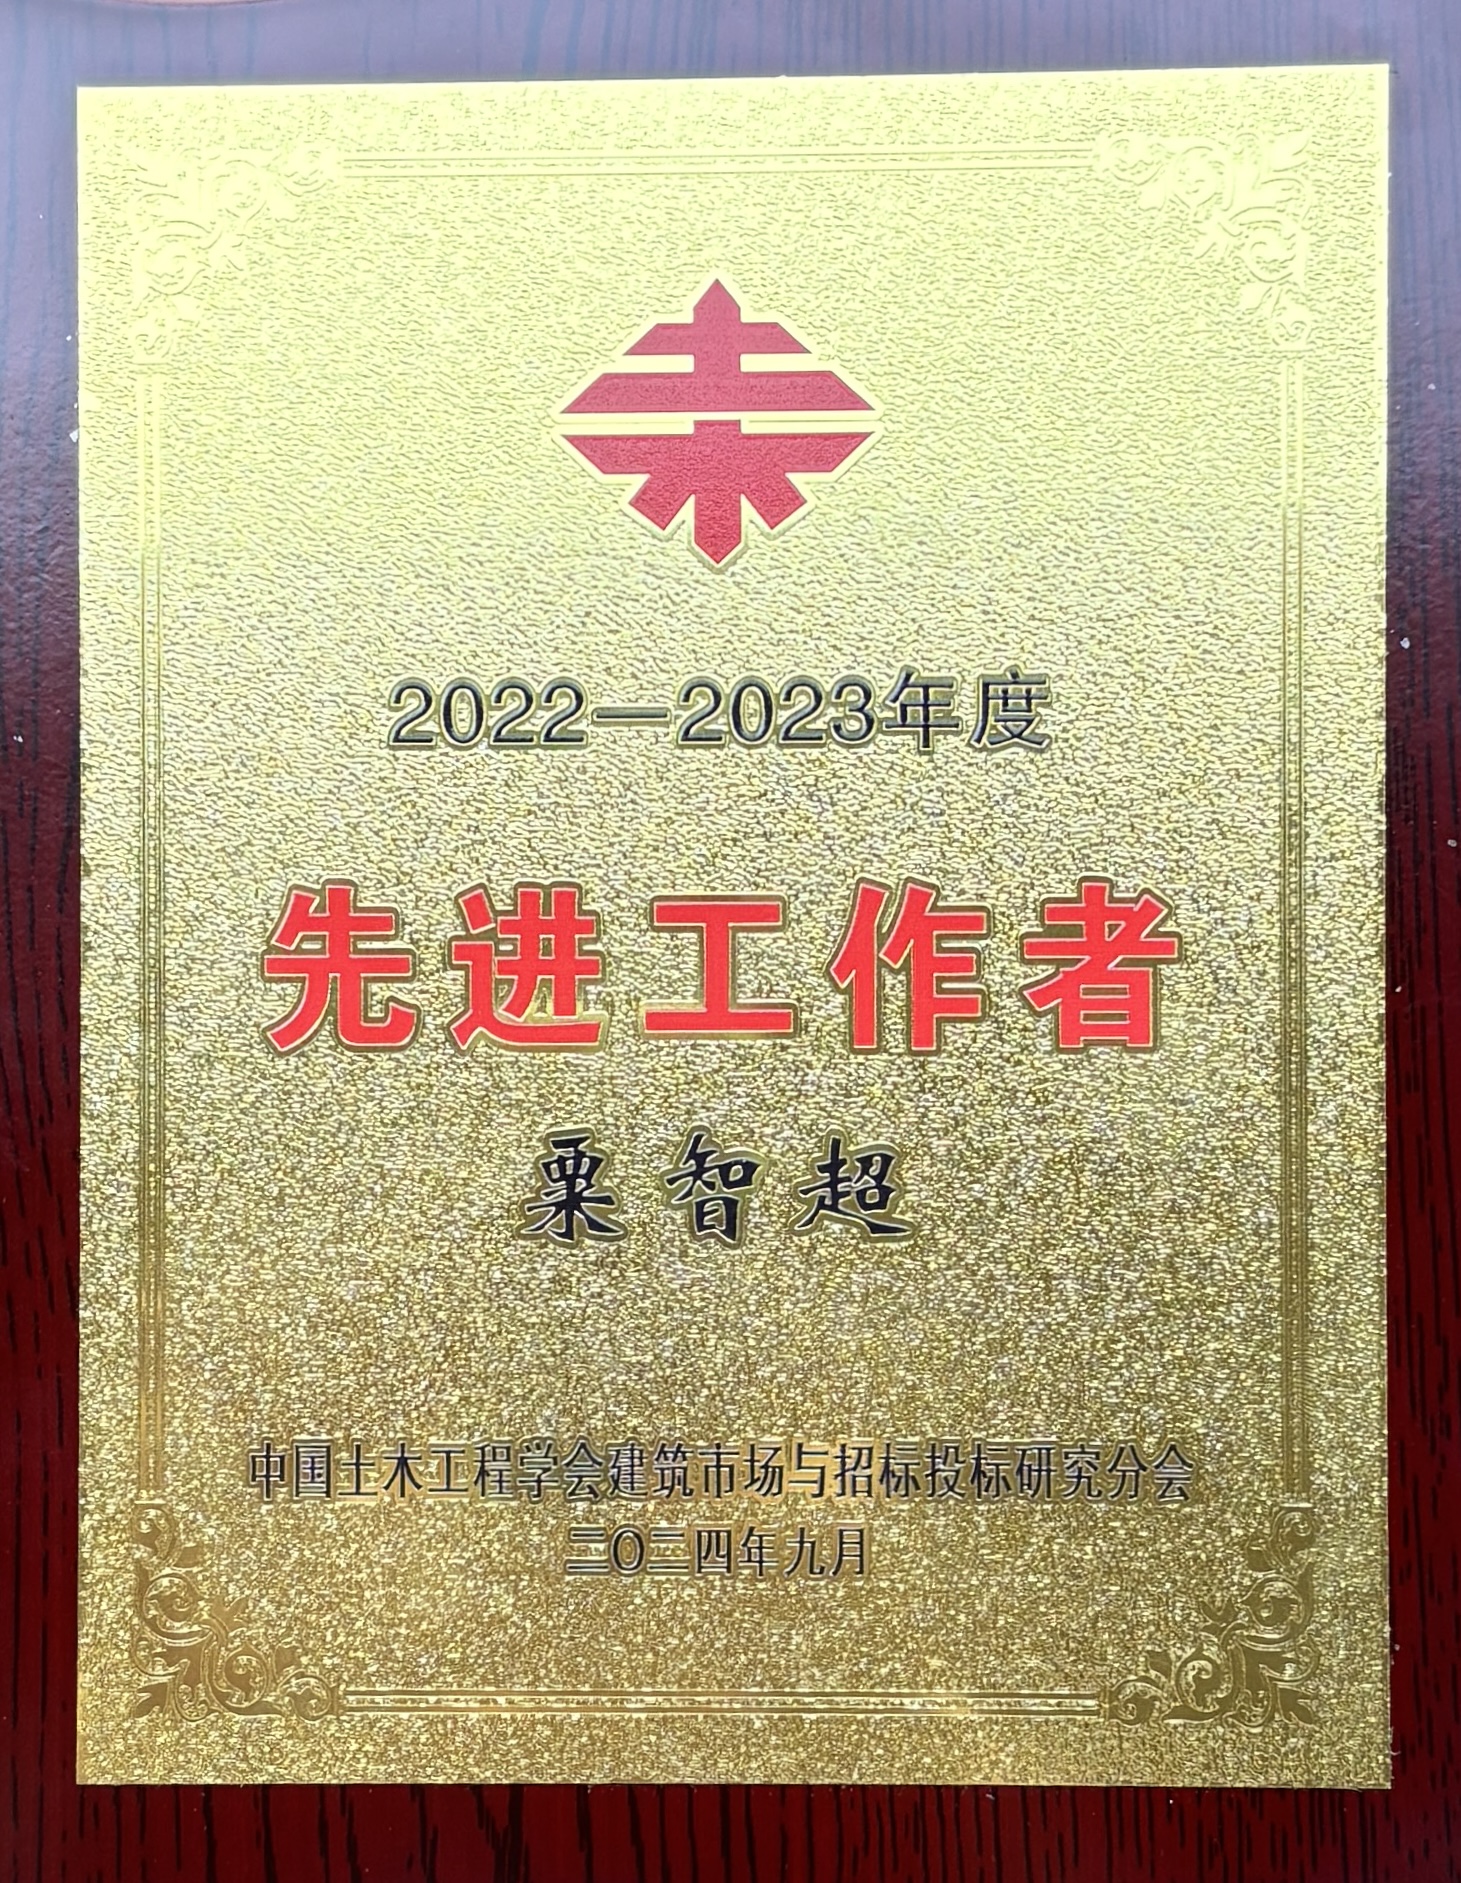 2022—2023年度
先进工作者
粟智超
中国土木工程学会建筑市场与招标投标研究分会
二〇二四年九月